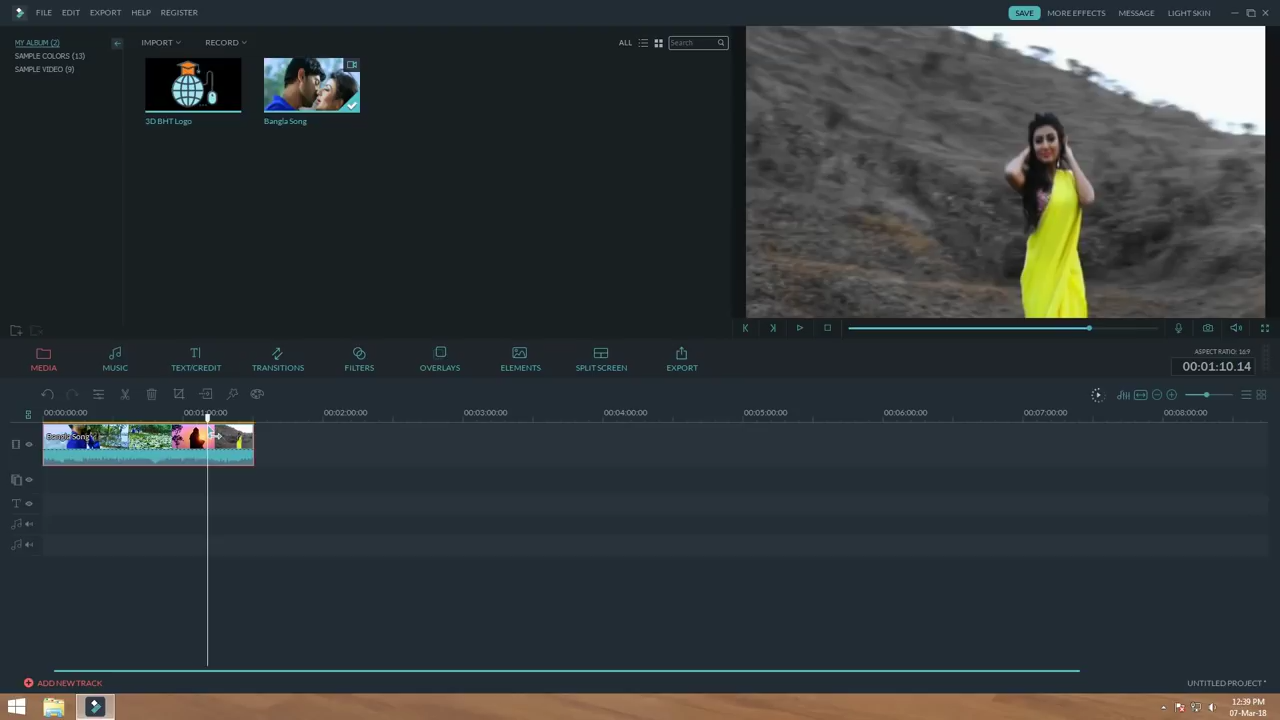 FILE EDIT EXPORT HELP REGISTER SAVE MORE EFFECTS MESSAGE LIGHT SKIN
MY ALBUM (2)
SAMPLE COLORS (13)
SAMPLE VIDEO (9)
IMPORT RECORD ALL Search
3D BHT Logo Bangla Song
MEDIA MUSIC TEXT/CREDIT TRANSITIONS FILTERS OVERLAYS ELEMENTS SPLIT SCREEN EXPORT
ASPECT RATIO: 16:9
00:01:10.14
00:00:00:00 00:01:00:00 00:02:00:00 00:03:00:00 00:04:00:00 00:05:00:00 00:06:00:00 00:07:00:00 00:08:00:00
Bangla Song
ADD NEW TRACK UNTITLED PROJECT *
12:39 PM
07-Mar-18